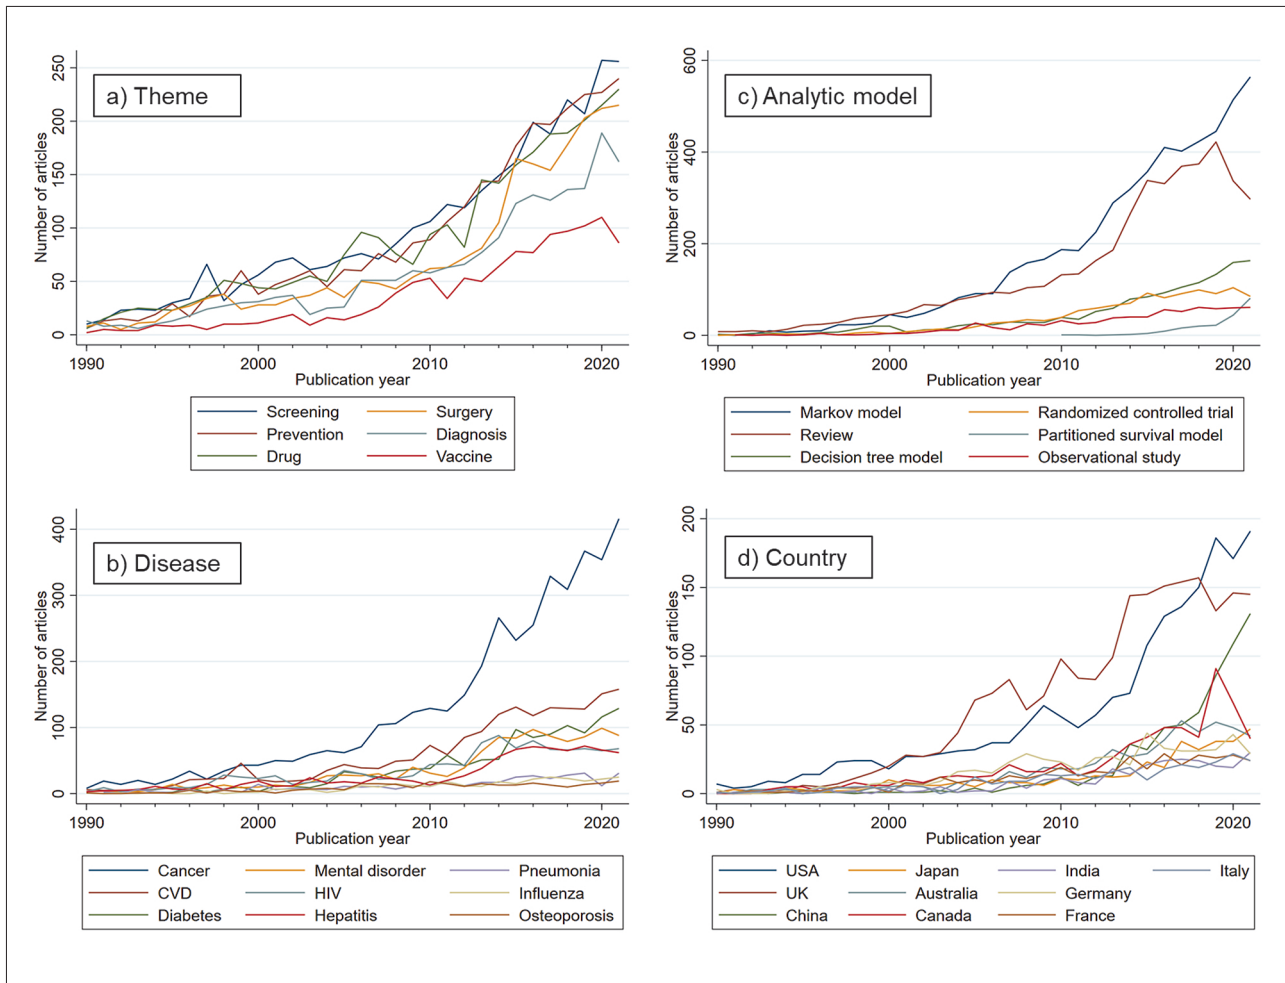 a) Theme
Number of articles
250
200
150
100
50
0
1990
2000
2010
2020
Publication year
Screening
Surgery
Prevention
Diagnosis
Drug
Vaccine
c) Analytic model
Number of articles
600
400
200
0
1990
2000
2010
2020
Publication year
Markov model
Randomized controlled trial
Review
Partitioned survival model
Decision tree model
Observational study
b) Disease
Number of articles
400
300
200
100
0
1990
2000
2010
2020
Publication year
Cancer
Mental disorder
Pneumonia
CVD
HIV
Influenza
Diabetes
Hepatitis
Osteoporosis
d) Country
Number of articles
200
150
100
50
0
1990
2000
2010
2020
Publication year
USA
Japan
India
Italy
UK
Australia
Germany
China
Canada
France